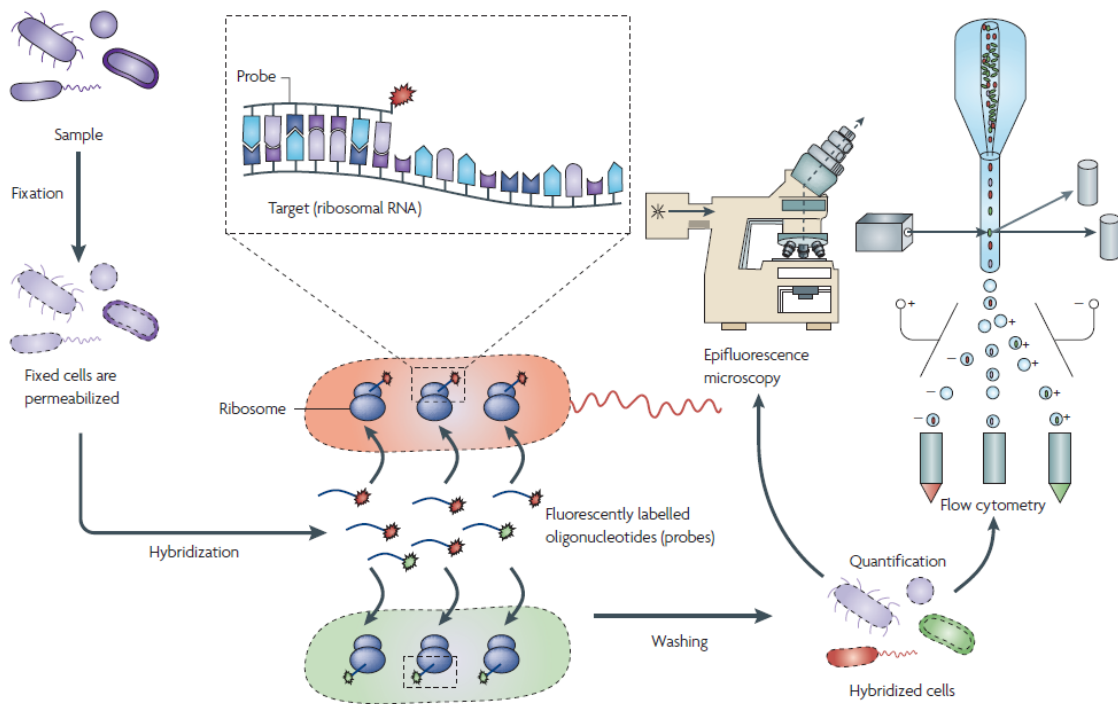 Sample
Fixation
Fixed cells are
permeabilized
Hybridization
Probe
Target (ribosomal RNA)
Ribosome
Fluorescently labelled
oligonucleotides (probes)
Washing
Epifluorescence
microscopy
+
–
+
+
–
–
+
–
+
Flow cytometry
Quantification
Hybridized cells